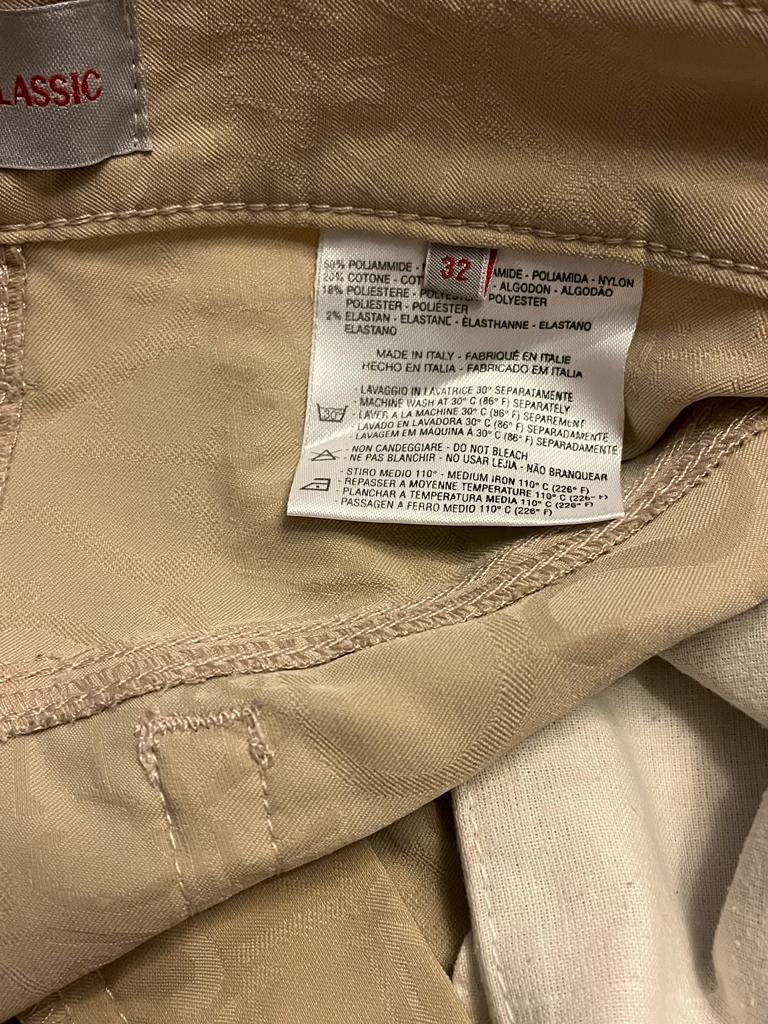 LASSIC
32
% POLIAMMIDE - AMIDE - POLIAMIDA - NYLON
20% COTONE - COT - ALGODON - ALGODÃO
18% POLIESTERE - POLYESTER POLYESTER
POLIESTER - POLIÉSTER
2% ELASTAN - ELASTANE - ÈLASTHANNE - ELASTANO
ELASTANO
MADE IN ITALY - FABRIQUÉ EN ITALIE
HECHO EN ITALIA - FABRICADO EM ITALIA
- LAVAGGIO IN LAVATRICE 30° SEPARATAMENTE
- MACHINE WASH AT 30° C (86° F) SEPARATELY
30° - LAVER A LA MACHINE 30° C (86° F) SEPAREMENT
- LAVADO EN LAVADORA 30° C (86° F) SEPARADAMENTE
- LAVAGEM EM MÁQUINA Á 30° C (86° F) SEPARADAMENTE
- NON CANDEGGIARE - DO NOT BLEACH
- NE PAS BLANCHIR - NO USAR LEJIA - NÃO BRANQUEAR
- STIRO MEDIO 110° - MEDIUM IRON 110° C (226° F)
- REPASSER A MOYENNE TEMPERATURE 110° C (226° F)
- PLANCHAR A TEMPERATURA MEDIA 110° C (226° F)
- PASSAGEN A FERRO MEDIO 110° C (226° F)